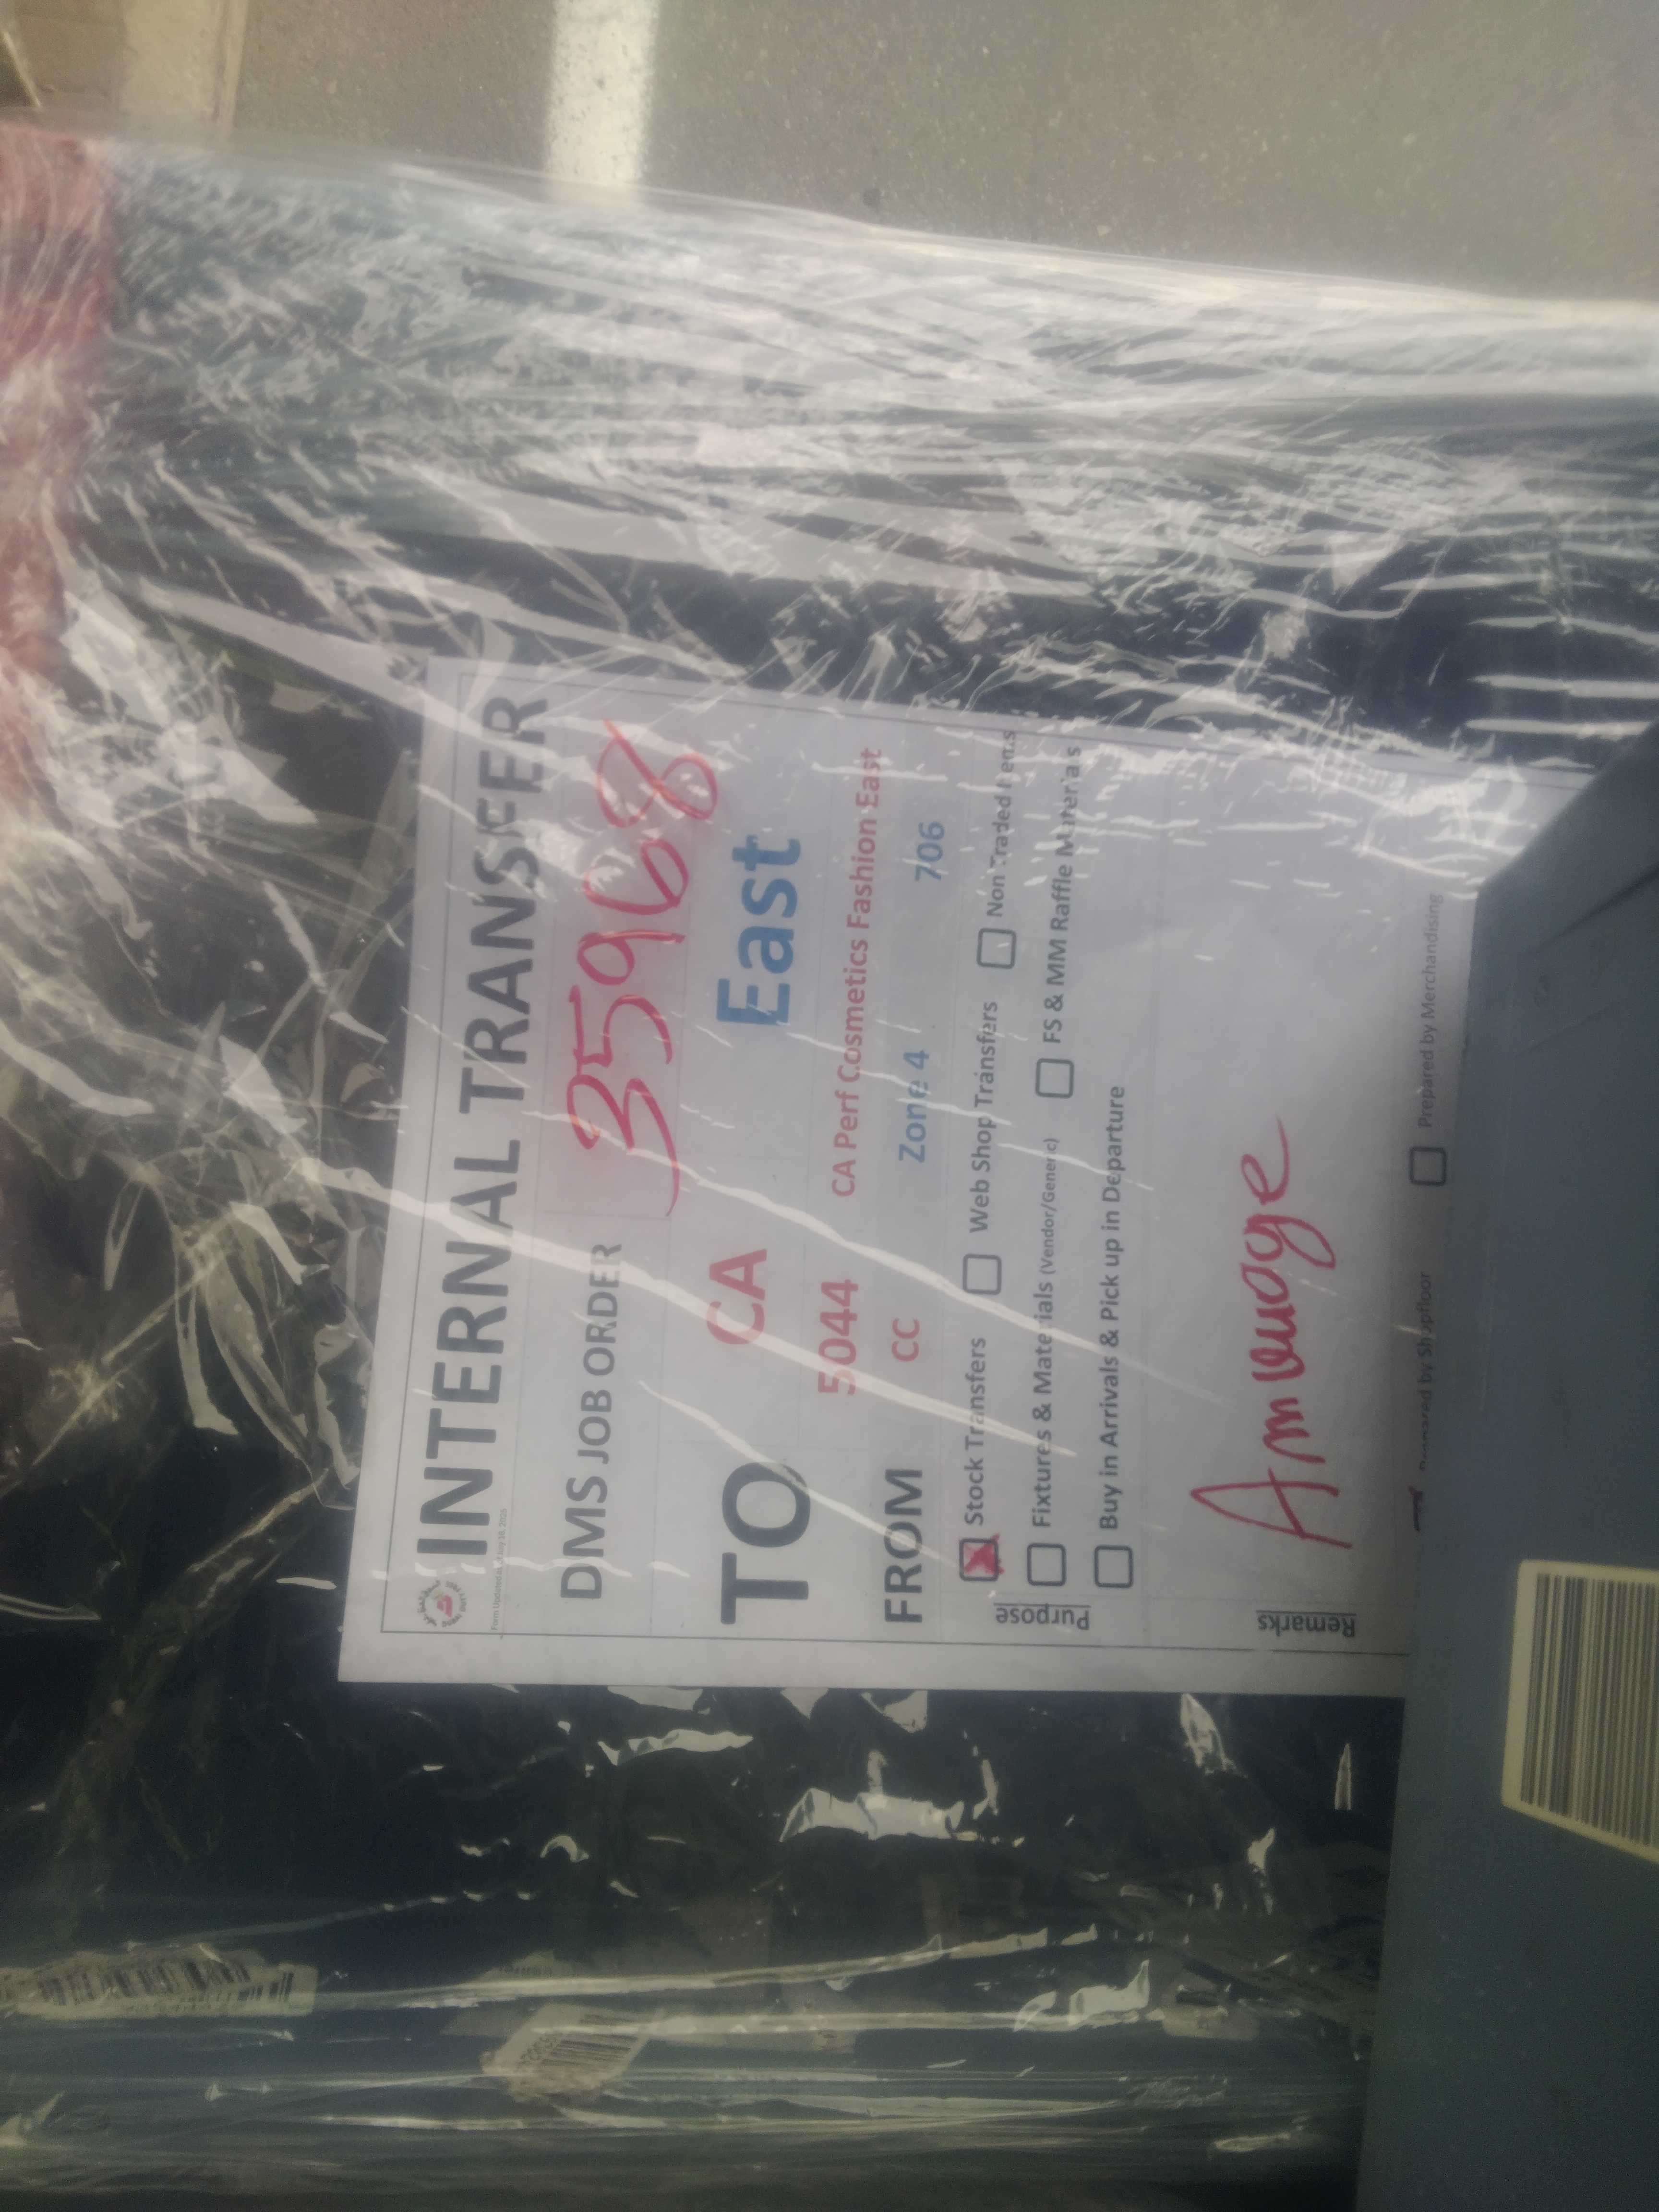 INTERNAL TRANSFER
DMS JOB ORDER 35968
TO CA East
5044 CA Perf Cosmetics Fashion East
FROM CC Zone 4 706
Purpose
Stock Transfers Web Shop Transfers Non Traded Items
Fixtures & Materials (Vendor/Generic) FS & MM Raffle Materials
Buy in Arrivals & Pick up in Departure
Remarks
Amouage
Prepared by Shopfloor Prepared by Merchandising